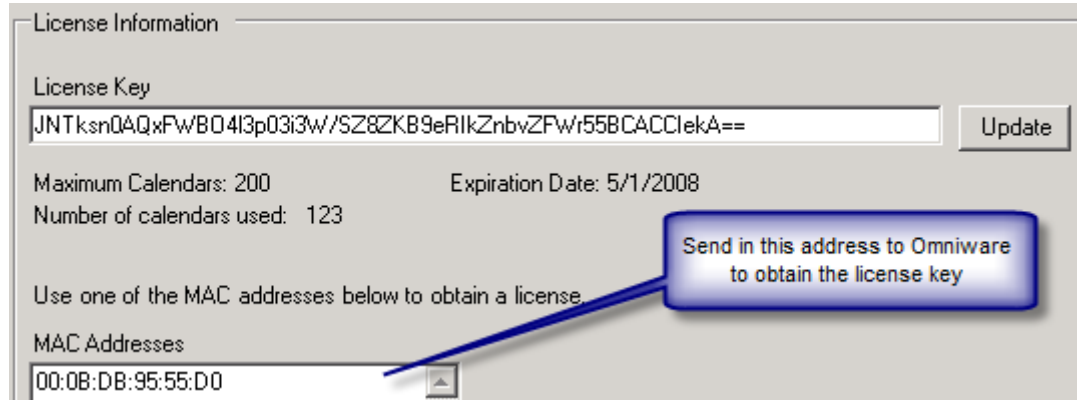 License Information
License Key
JNTksn0AQxFWBO4I3p03i3W/SZ8ZKB9eRIkZnbvZFWr55BCACCIekA==
Update
Maximum Calendars: 200 Expiration Date: 5/1/2008
Number of calendars used: 123
Send in this address to Omniware
to obtain the license key
Use one of the MAC addresses below to obtain a license.
MAC Addresses
00:0B:DB:95:55:D0